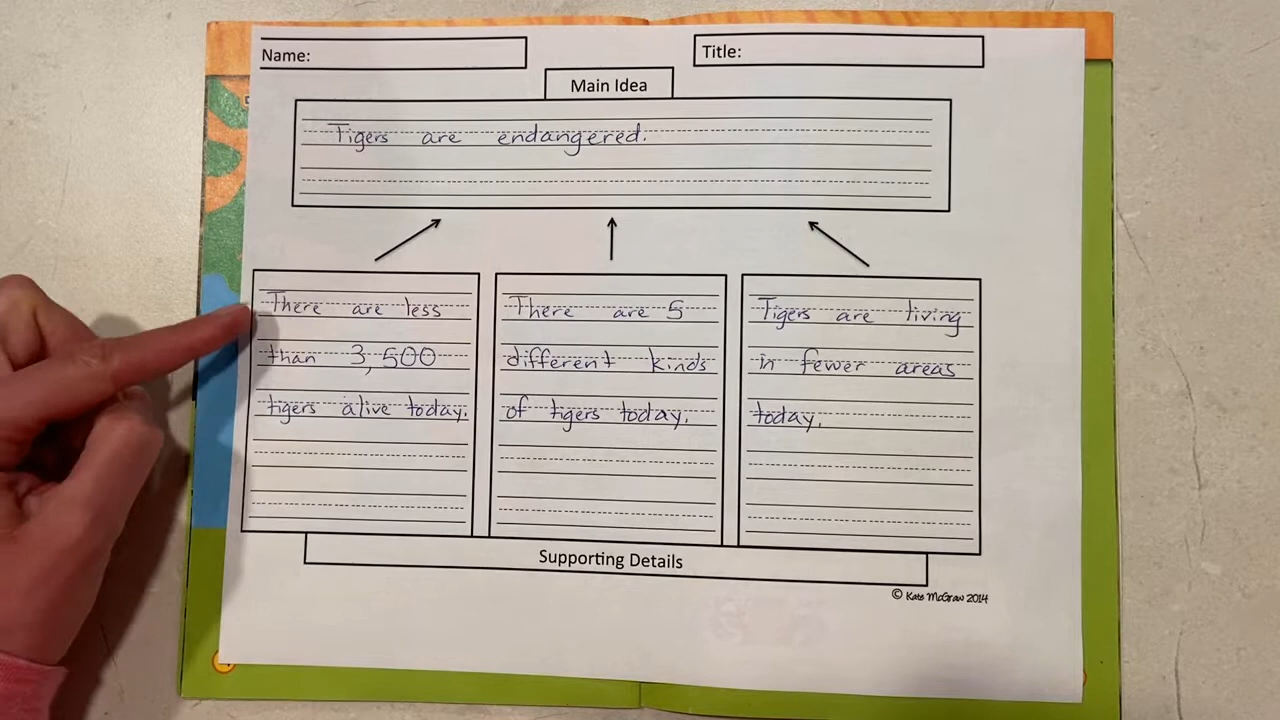 Name:
Title:
Main Idea
Tigers are endangered.
There are less
than 3,500
tigers alive today.
There are 5
different kinds
of tigers today.
Tigers are living
in fewer areas
today.
Supporting Details
© Kate McGraw 2014